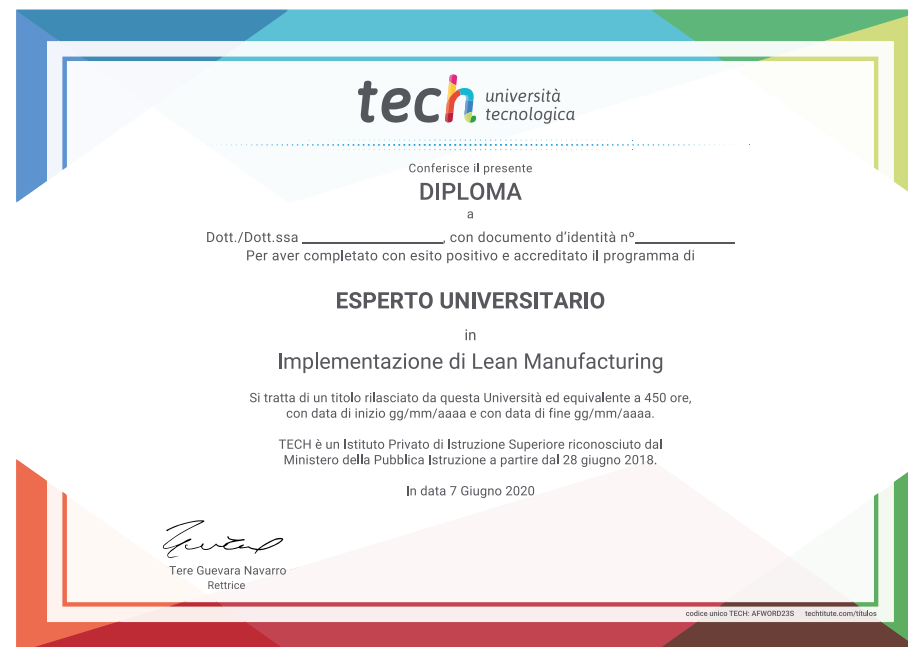 tech università
tecnologica
Conferisce il presente
DIPLOMA
a
Dott./Dott.ssa ____________________, con documento d'identità nº______________
Per aver completato con esito positivo e accreditato il programma di
ESPERTO UNIVERSITARIO
in
Implementazione di Lean Manufacturing
Si tratta di un titolo rilasciato da questa Università ed equivalente a 450 ore,
con data di inizio gg/mm/aaaa e con data di fine gg/mm/aaaa.
TECH è un Istituto Privato di Istruzione Superiore riconosciuto dal
Ministero della Pubblica Istruzione a partire dal 28 giugno 2018.
In data 7 Giugno 2020
Tere Guevara Navarro
Rettrice
codice unico TECH: AFWORD23S techtitute.com/titulos